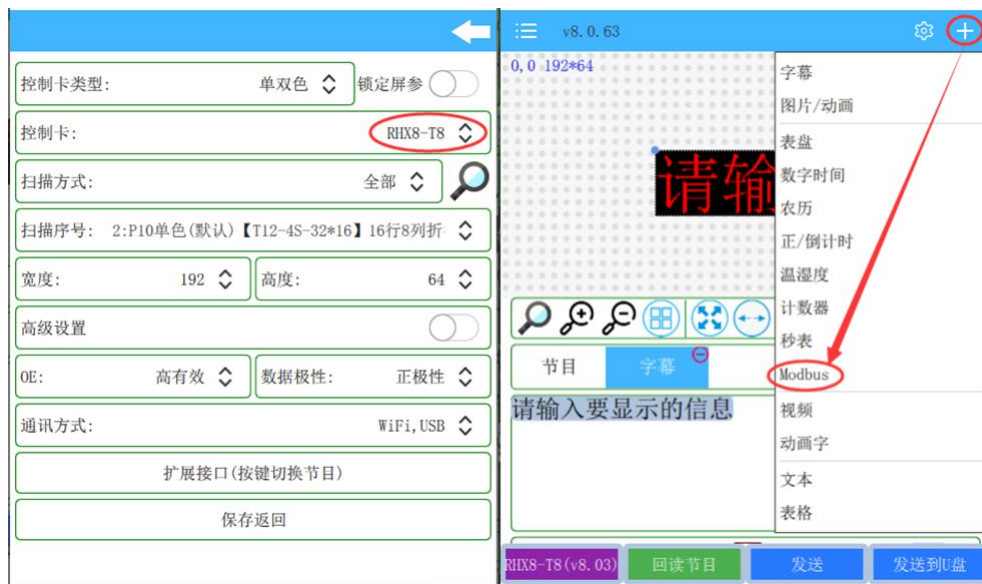 控制卡类型: 单双色 锁定屏参
控制卡: RHX8-T8
扫描方式: 全部
扫描序号: 2:P10单色(默认)【T12-4S-32*16】16行8列折
宽度: 192 高度: 64
高级设置
OE: 高有效 数据极性: 正极性
通讯方式: WiFi,USB
扩展接口(按键切换节目)
保存返回
v8.0.63
0,0 192*64
请输
节目 字幕
请输入要显示的信息
字幕
图片/动画
表盘
数字时间
农历
正/倒计时
温湿度
计数器
秒表
Modbus
视频
动画字
文本
表格
RHX8-T8(v8.03) 回读节目 发送 发送到U盘